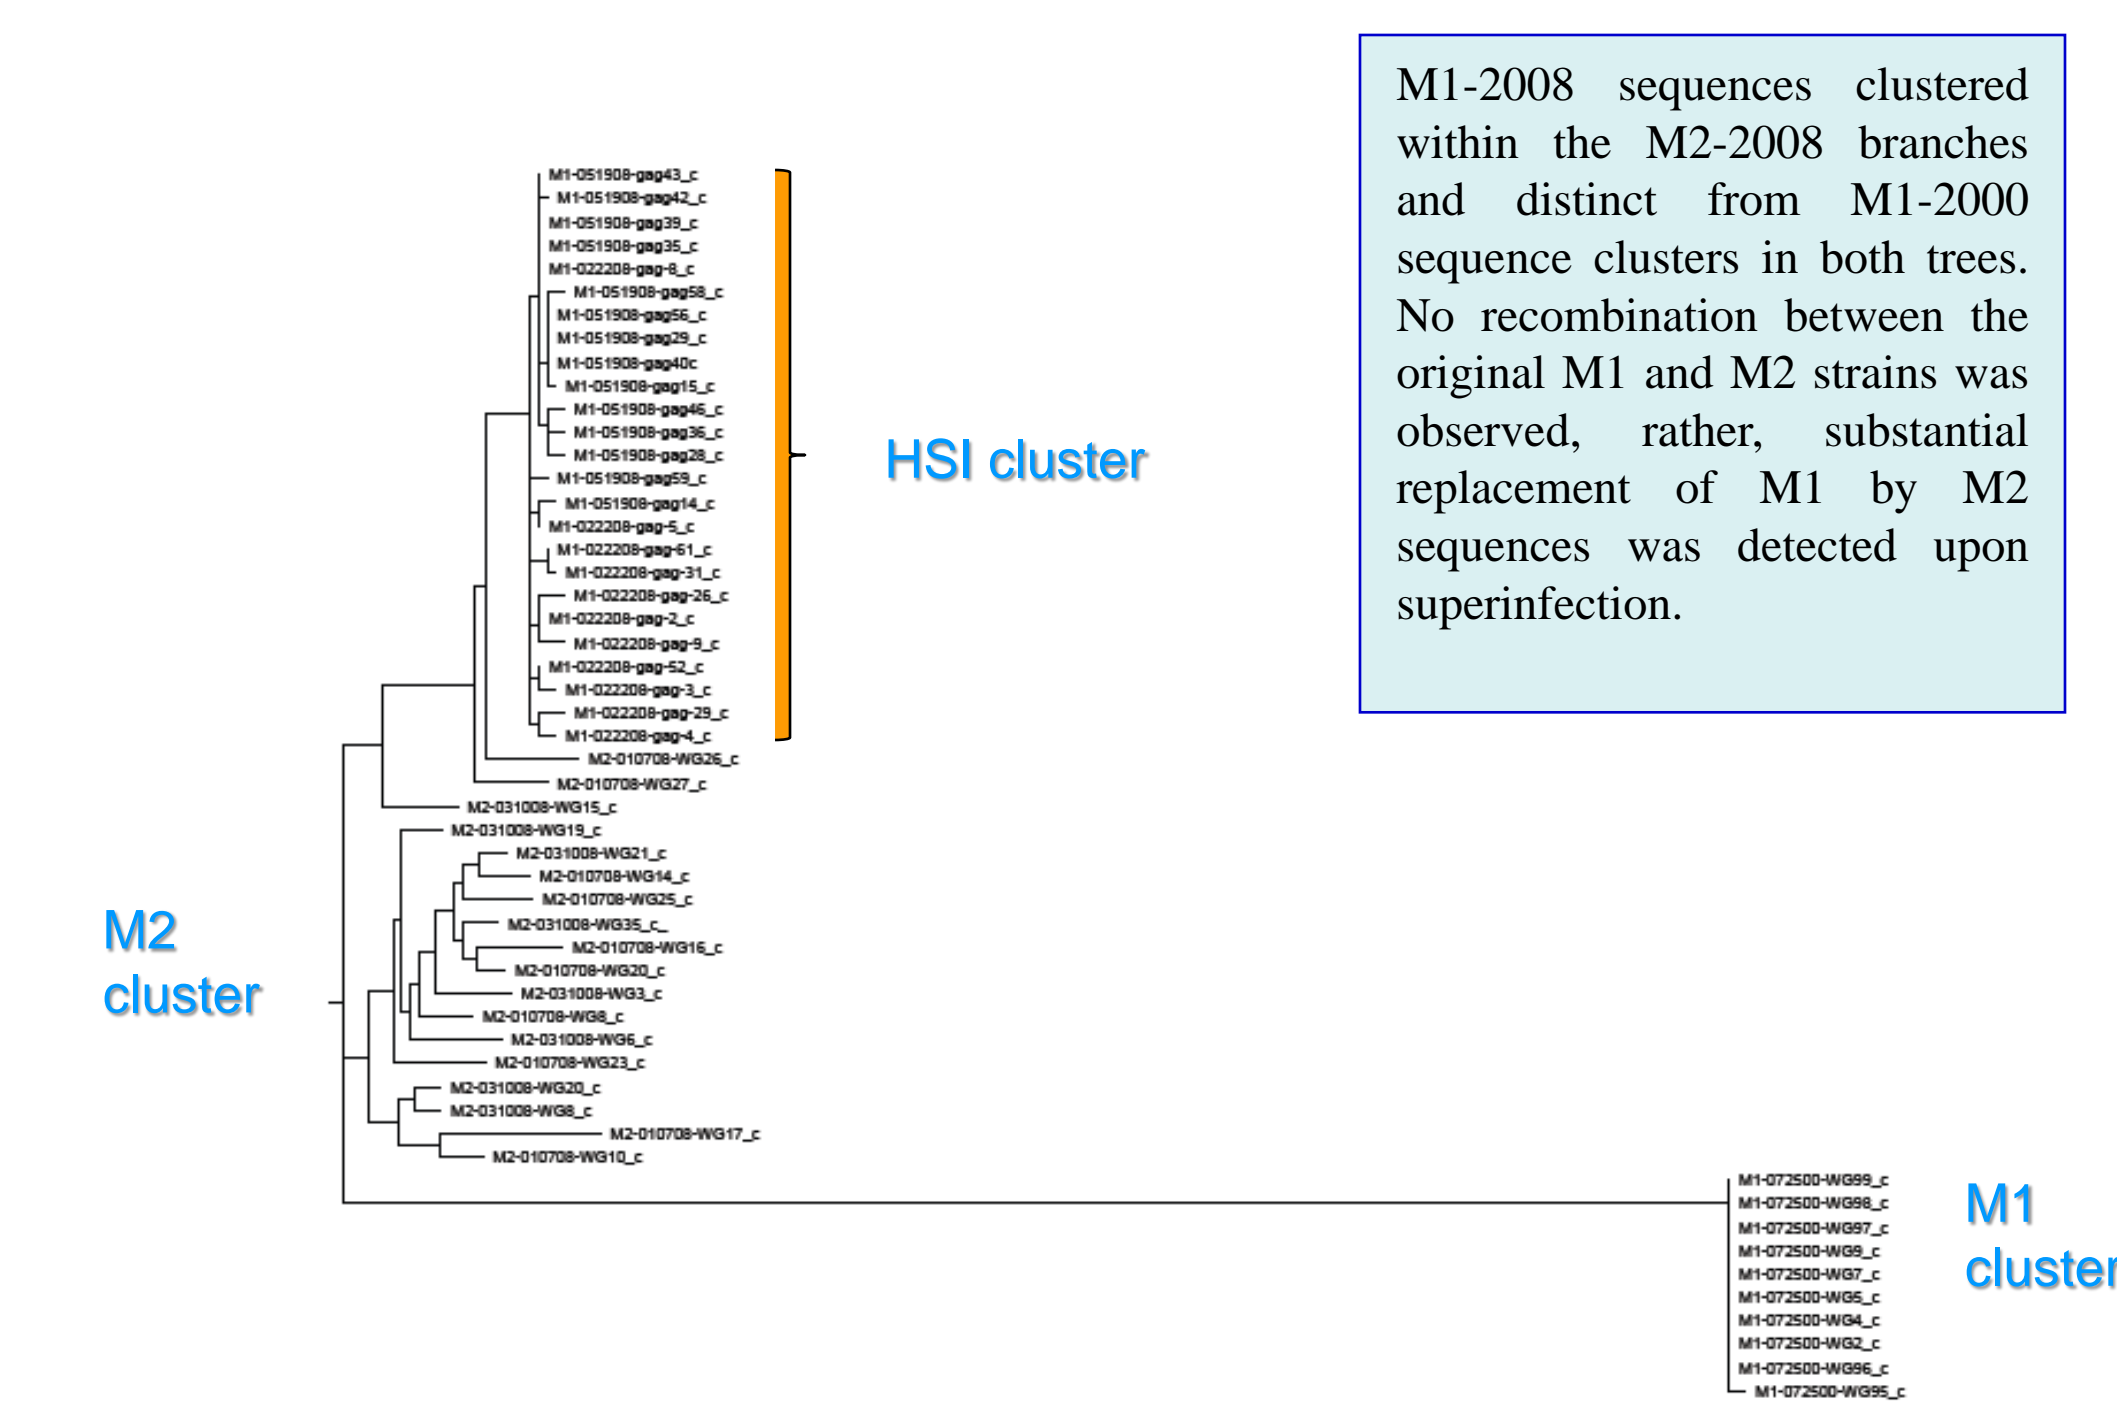 M1-2008 sequences clustered
within the M2-2008 branches
and distinct from M1-2000
sequence clusters in both trees.
No recombination between the
original M1 and M2 strains was
observed, rather, substantial
replacement of M1 by M2
sequences was detected upon
superinfection.
M1-051908-gag43_c
M1-051908-gag42_c
M1-051908-gag39_c
M1-051908-gag35_c
M1-022208-gag-8_c
M1-051908-gag58_c
M1-051908-gag56_c
M1-051908-gag29_c
M1-051908-gag40c
M1-051908-gag15_c
M1-051908-gag46_c
M1-051908-gag36_c
M1-051908-gag28_c
M1-051908-gag59_c
M1-051908-gag14_c
M1-022208-gag-5_c
M1-022208-gag-61_c
M1-022208-gag-31_c
M1-022208-gag-26_c
M1-022208-gag-2_c
M1-022208-gag-9_c
M1-022208-gag-52_c
M1-022208-gag-3_c
M1-022208-gag-29_c
M1-022208-gag-4_c
HSI cluster
M2-010708-WG26_c
M2-010708-WG27_c
M2-031008-WG15_c
M2-031008-WG19_c
M2-031008-WG21_c
M2-010708-WG14_c
M2-010708-WG25_c
M2-031008-WG35_c_
M2-010708-WG16_c
M2-010708-WG20_c
M2-031008-WG3_c
M2-010708-WG8_c
M2-031008-WG6_c
M2-010708-WG23_c
M2-031008-WG20_c
M2-031008-WG8_c
M2-010708-WG17_c
M2-010708-WG10_c
M2
cluster
M1-072500-WG99_c
M1-072500-WG98_c
M1-072500-WG97_c
M1-072500-WG9_c
M1-072500-WG7_c
M1-072500-WG5_c
M1-072500-WG4_c
M1-072500-WG2_c
M1-072500-WG96_c
M1-072500-WG95_c
M1
cluster